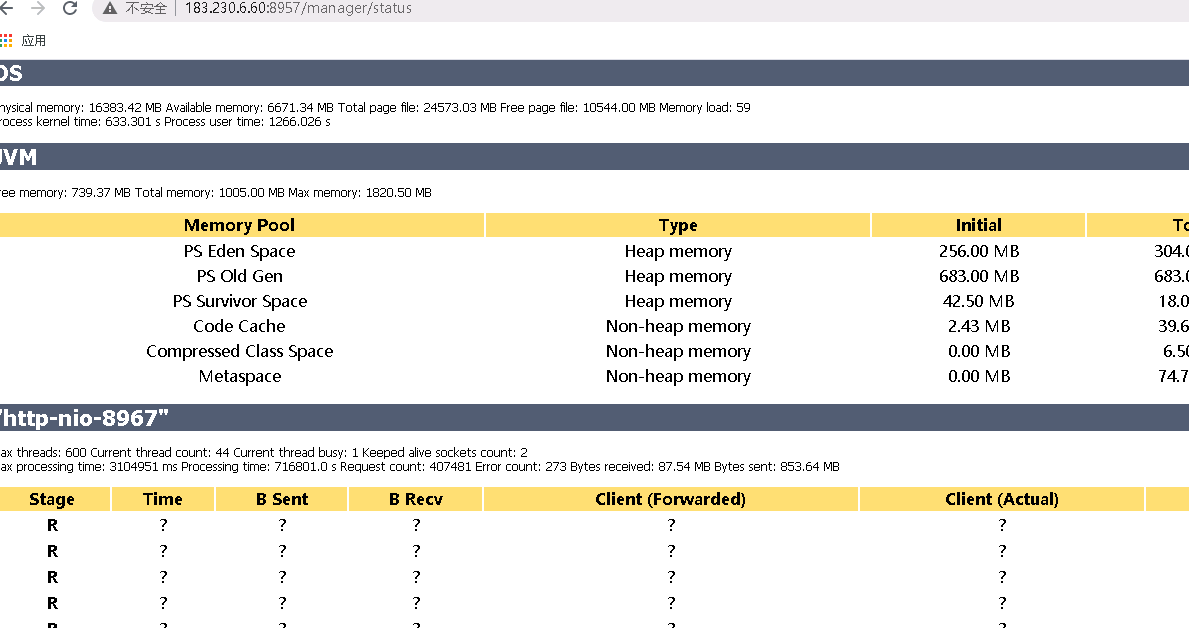 不安全 183.230.6.60:8957/manager/status
应用
OS
hysical memory: 16383.42 MB Available memory: 6671.34 MB Total page file: 24573.03 MB Free page file: 10544.00 MB Memory load: 59
rocess kernel time: 633.301 s Process user time: 1266.026 s
JVM
ree memory: 739.37 MB Total memory: 1005.00 MB Max memory: 1820.50 MB
Memory Pool Type Initial To
PS Eden Space Heap memory 256.00 MB 304.0
PS Old Gen Heap memory 683.00 MB 683.0
PS Survivor Space Heap memory 42.50 MB 18.0
Code Cache Non-heap memory 2.43 MB 39.6
Compressed Class Space Non-heap memory 0.00 MB 6.50
Metaspace Non-heap memory 0.00 MB 74.7
"http-nio-8967"
ax threads: 600 Current thread count: 44 Current thread busy: 1 Keeped alive sockets count: 2
ax processing time: 3104951 ms Processing time: 716801.0 s Request count: 407481 Error count: 273 Bytes received: 87.54 MB Bytes sent: 853.64 MB
Stage Time B Sent B Recv Client (Forwarded) Client (Actual)
R ? ? ? ? ?
R ? ? ? ? ?
R ? ? ? ? ?
R ? ? ? ? ?
R ? ? ? ? ?